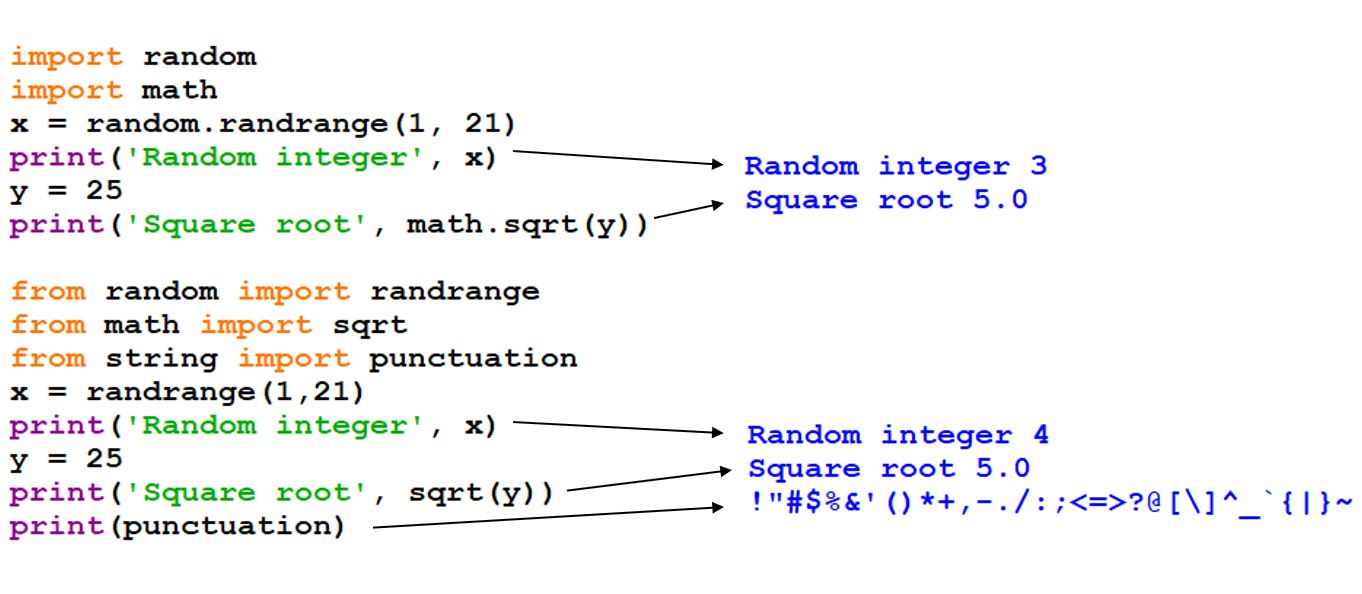 import random
import math
x = random.randrange(1, 21)
print('Random integer', x)
y = 25
print('Square root', math.sqrt(y))
Random integer 3
Square root 5.0
from random import randrange
from math import sqrt
from string import punctuation
x = randrange(1,21)
print('Random integer', x)
y = 25
print('Square root', sqrt(y))
print(punctuation)
Random integer 4
Square root 5.0
!"#$%&'()*+,-./:;<=>?@[\]^_`{|}~